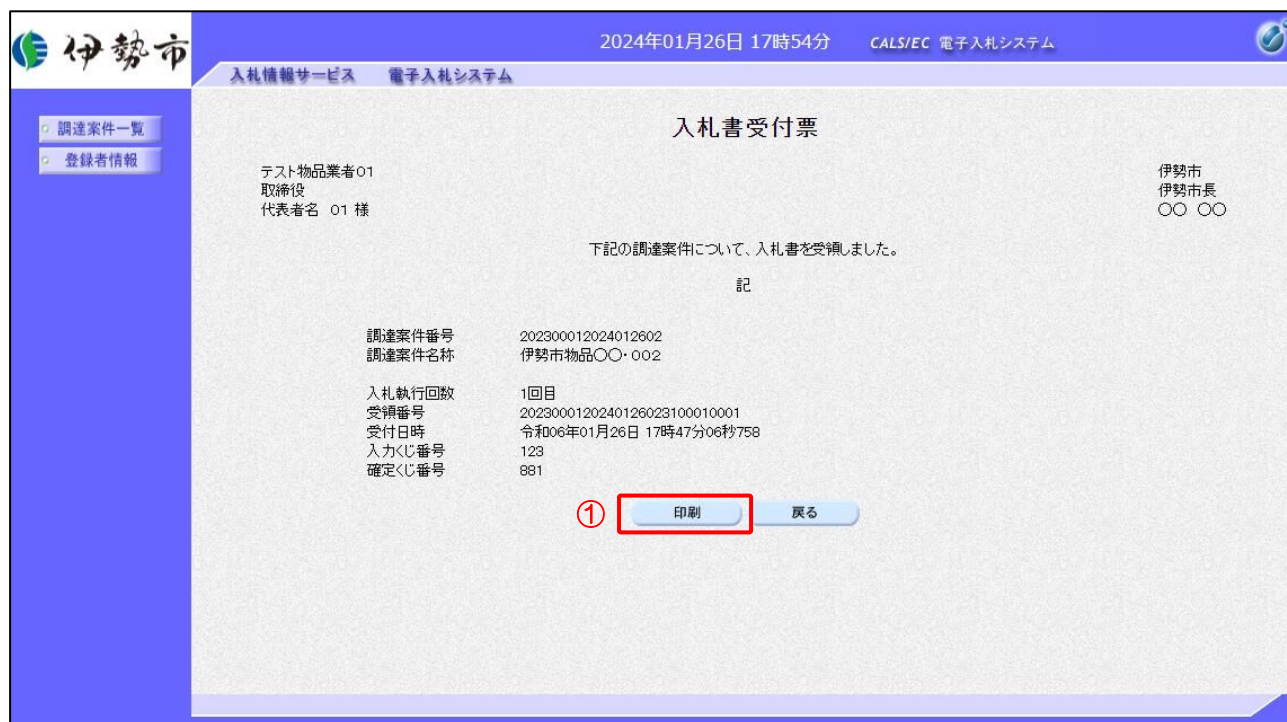 伊勢市
2024年01月26日 17時54分
CALS/EC 電子入札システム
入札情報サービス
電子入札システム
調達案件一覧
登録者情報
入札書受付票
テスト物品業者01
取締役
代表者名 01 様
伊勢市
伊勢市長
〇〇 〇〇
下記の調達案件について、入札書を受領しました。
記
調達案件番号 202300012024012602
調達案件名称 伊勢市物品〇〇・002
入札執行回数 1回目
受領番号 2023000120240126023100010001
受付日時 令和06年01月26日 17時47分06秒758
入力くじ番号 123
確定くじ番号 881
① 印刷 戻る